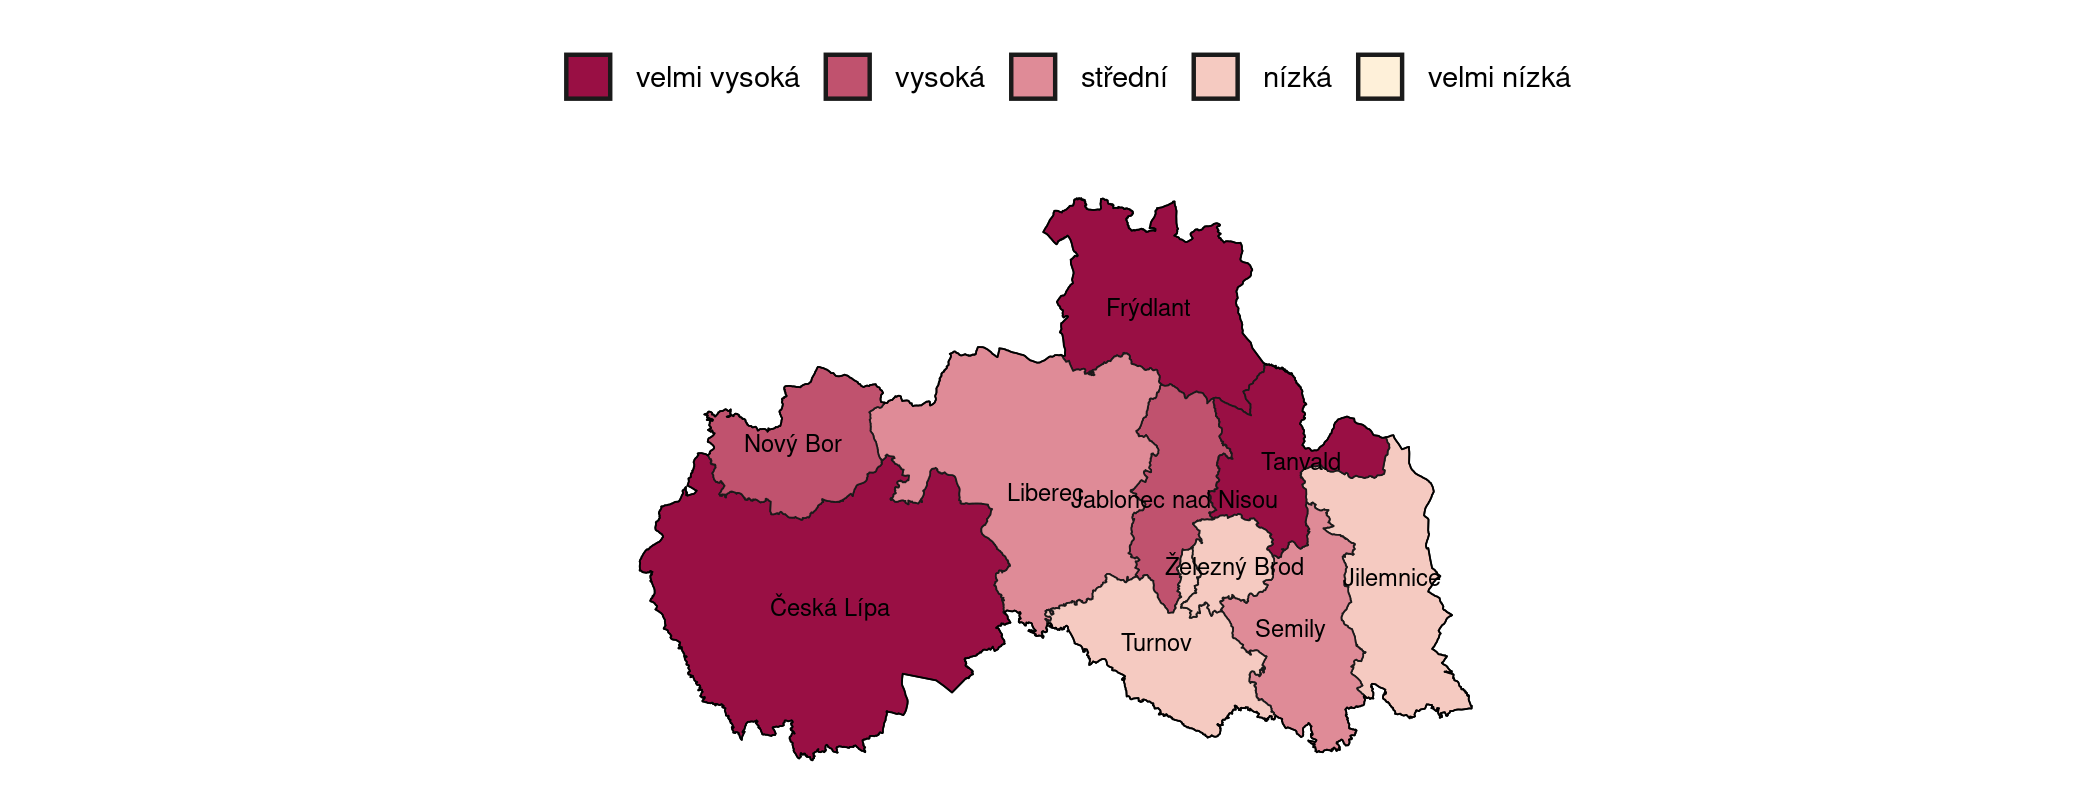 velmi vysoká
vysoká
střední
nízká
velmi nízká
Frýdlant
Nový Bor
Tanvald
Liberec
Jablonec nad Nisou
Železný Brod
Jilemnice
Česká Lípa
Semily
Turnov